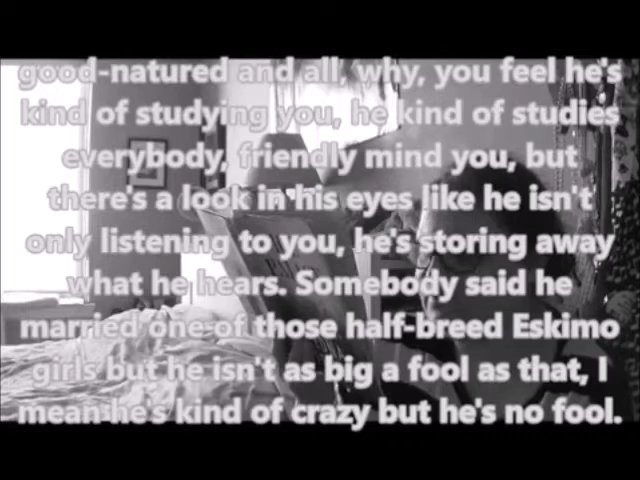 good-natured and all, why, you feel he's
kind of studying you, he kind of studies
everybody, friendly mind you, but
there's a look in his eyes like he isn't
only listening to you, he's storing away
what he hears. Somebody said he
married one of those half-breed Eskimo
girls but he isn't as big a fool as that, I
mean he's kind of crazy but he's no fool.